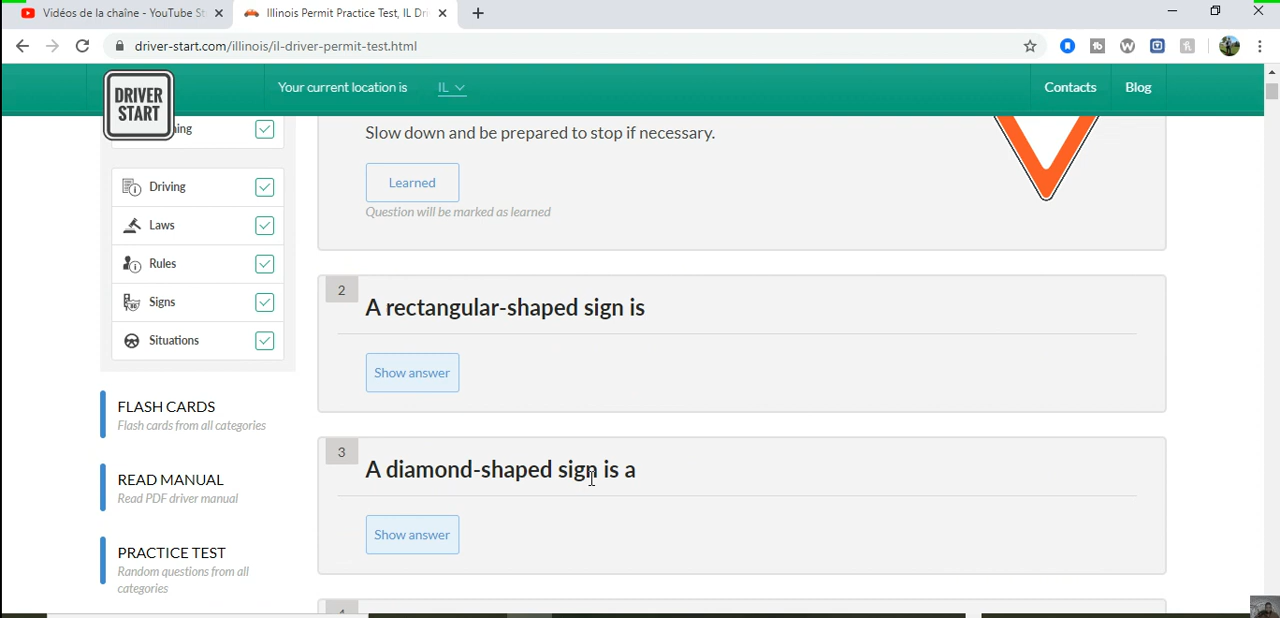 Vidéos de la chaîne - YouTube St
Illinois Permit Practice Test, IL Dri
driver-start.com/illinois/il-driver-permit-test.html
DRIVER
START
Your current location is
IL
Contacts
Blog
Slow down and be prepared to stop if necessary.
Learned
Question will be marked as learned
Driving
Laws
Rules
Signs
Situations
FLASH CARDS
Flash cards from all categories
READ MANUAL
Read PDF driver manual
PRACTICE TEST
Random questions from all
categories
2
A rectangular-shaped sign is
Show answer
3
A diamond-shaped sign is a
Show answer